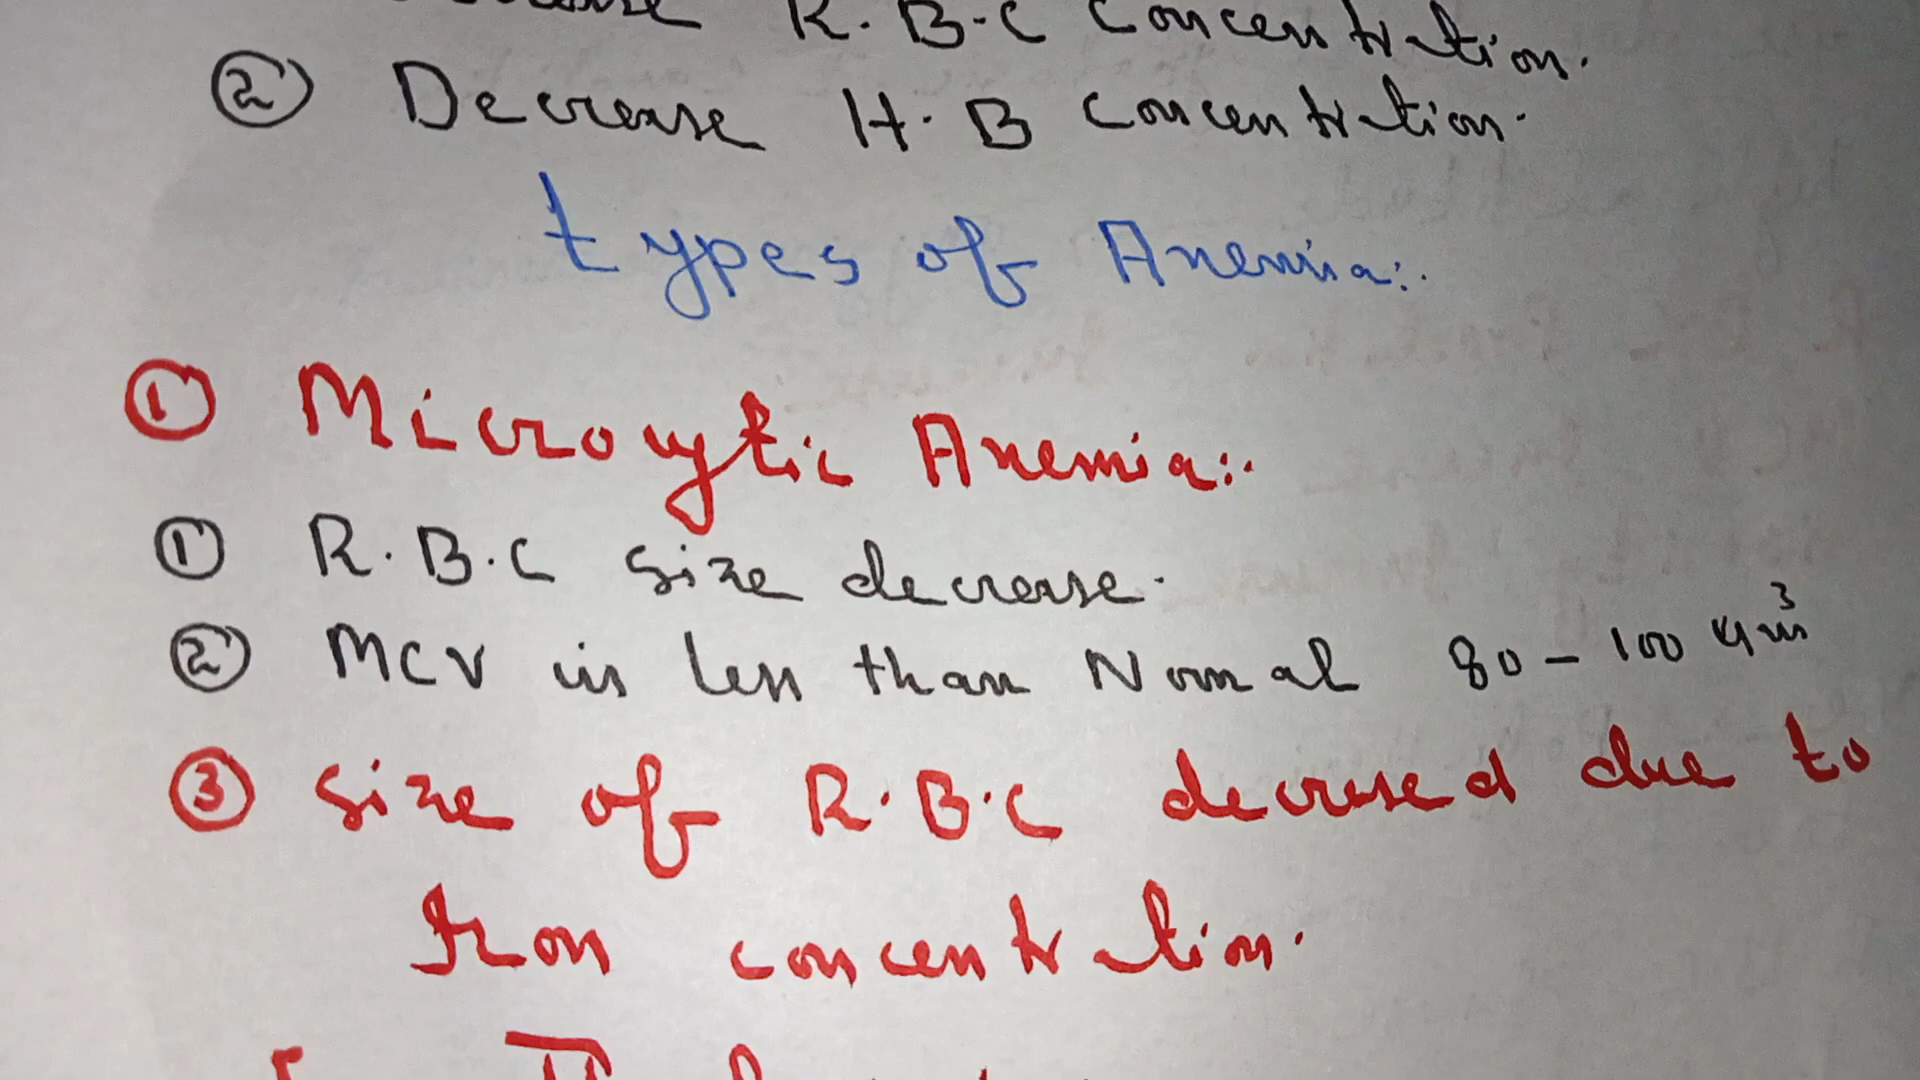 R.B.C Concentration.
② Decrease H.B Concentration.
types of Anemia:.
① Microcytic Anemia:.
① R.B.C size decrease.
② MCV is less than Normal 80 - 100 um³
③ size of R.B.C decreased due to
Iron concentration.